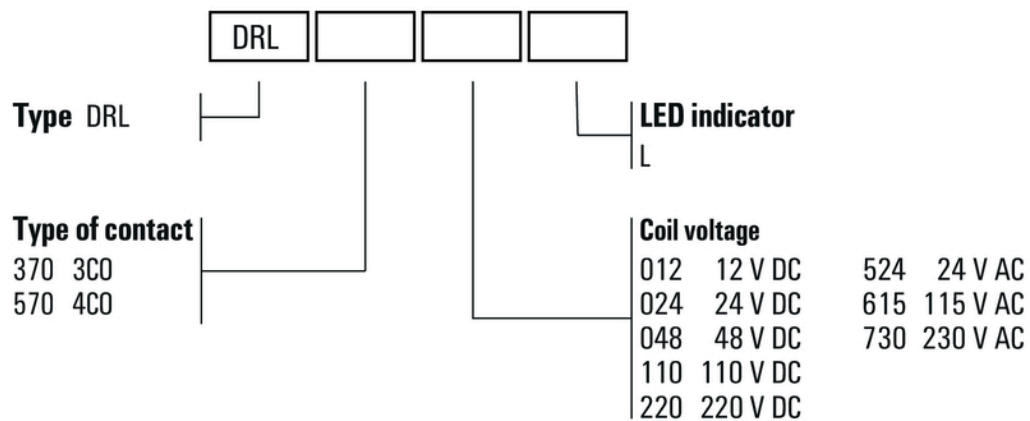 DRL
Type DRL
LED indicator
L
Type of contact
370 3CO
570 4CO
Coil voltage
012 12 V DC 524 24 V AC
024 24 V DC 615 115 V AC
048 48 V DC 730 230 V AC
110 110 V DC
220 220 V DC